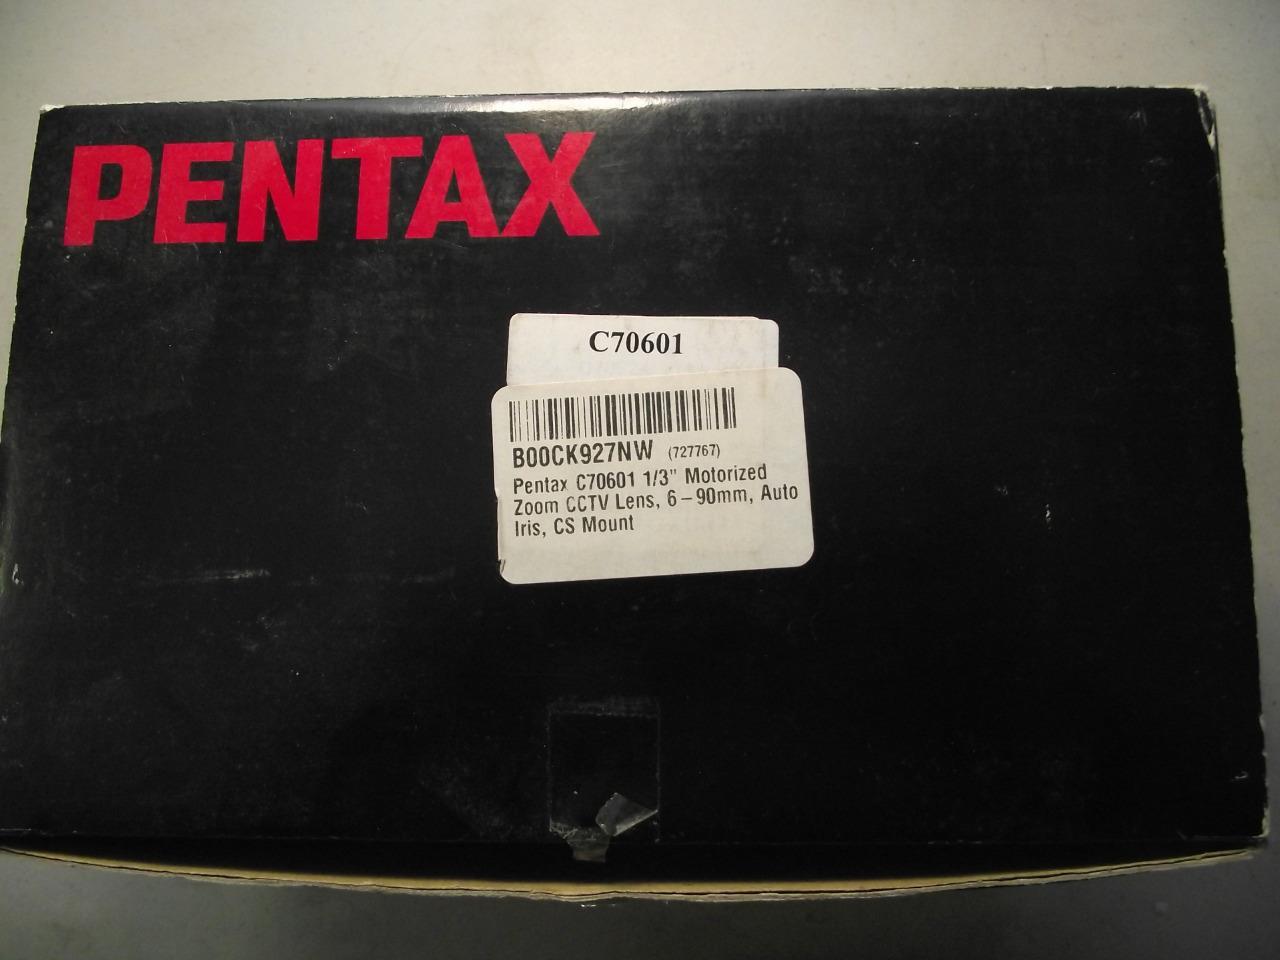 PENTAX
C70601
B00CK927NW (727767)
Pentax C70601 1/3" Motorized
Zoom CCTV Lens, 6-90mm, Auto
Iris, CS Mount